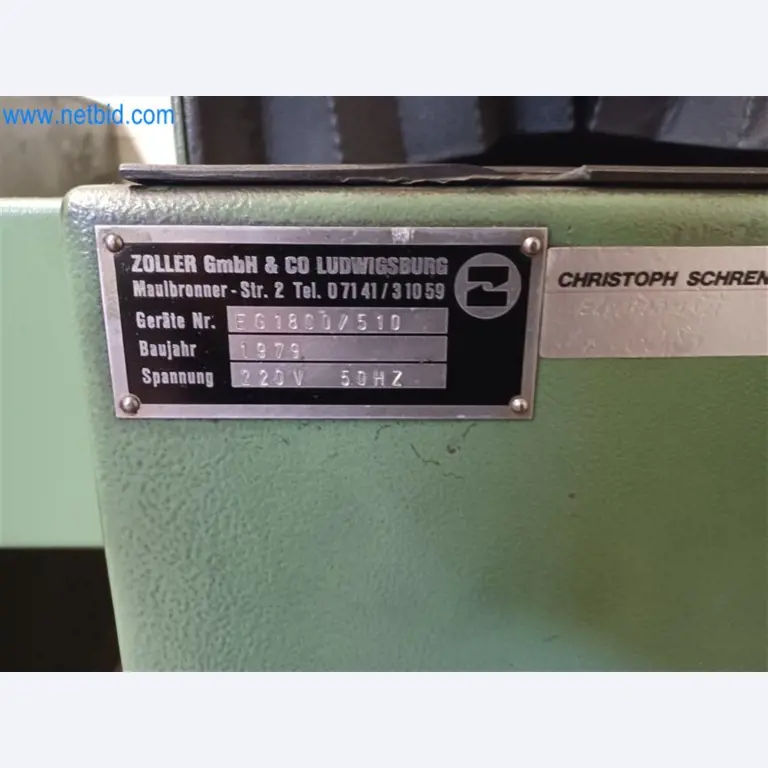 www.netbid.com
ZOLLER GmbH & CO LUDWIGSBURG
Maulbronner-Str. 2 Tel. 07141/31059
Geräte Nr. EG1800/510
Baujahr 1979
Spannung 220V 50HZ
CHRISTOPH SCHREN